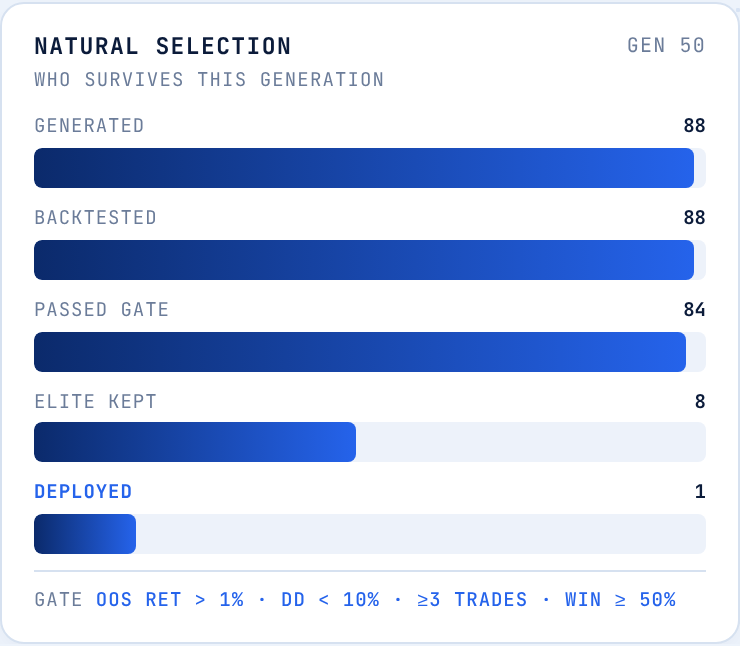 NATURAL SELECTION GEN 50
WHO SURVIVES THIS GENERATION
GENERATED 88
BACKTESTED 88
PASSED GATE 84
ELITE KEPT 8
DEPLOYED 1
GATE OOS RET > 1% · DD < 10% · ≥3 TRADES · WIN ≥ 50%